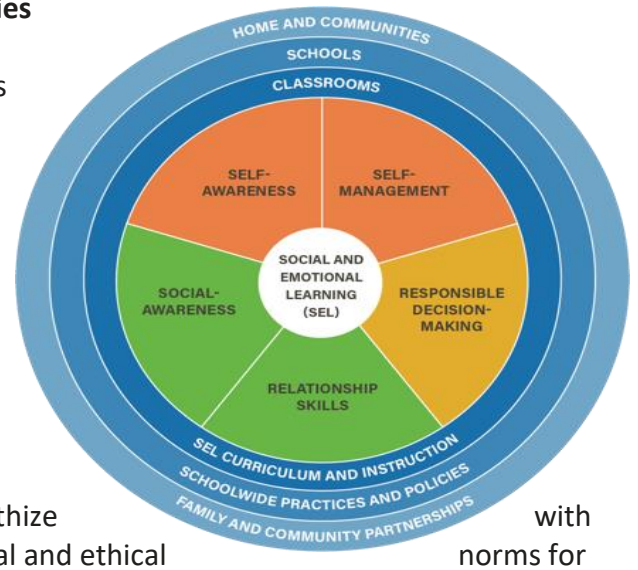 ies
s
HOME AND COMMUNITIES
SCHOOLS
CLASSROOMS
SELF-
AWARENESS
SELF-
MANAGEMENT
SOCIAL AND
EMOTIONAL
LEARNING
(SEL)
SOCIAL-
AWARENESS
RESPONSIBLE
DECISION-
MAKING
RELATIONSHIP
SKILLS
SEL CURRICULUM AND INSTRUCTION
SCHOOLWIDE PRACTICES AND POLICIES
FAMILY AND COMMUNITY PARTNERSHIPS
thize with
al and ethical norms for